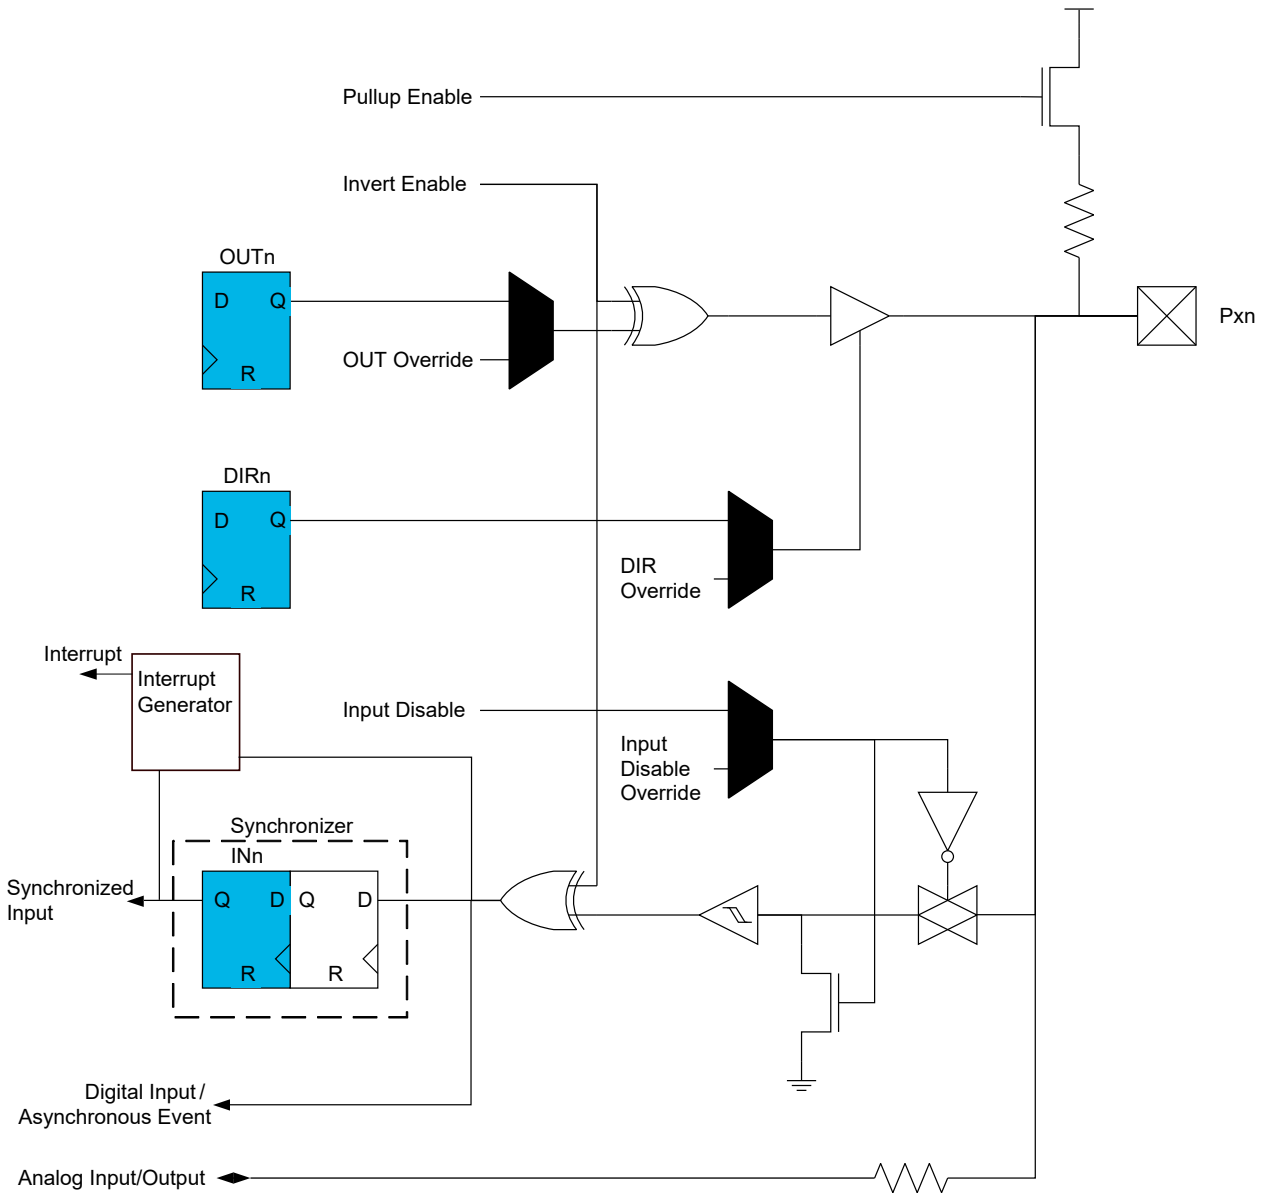 Pullup Enable
Invert Enable
OUTn
D Q
R
OUT Override
Pxn
DIRn
D Q
R
DIR
Override
Interrupt
Interrupt
Generator
Input Disable
Input
Disable
Override
Synchronizer
INn
Q D Q D
R R
Synchronized
Input
Digital Input/
Asynchronous Event
Analog Input/Output